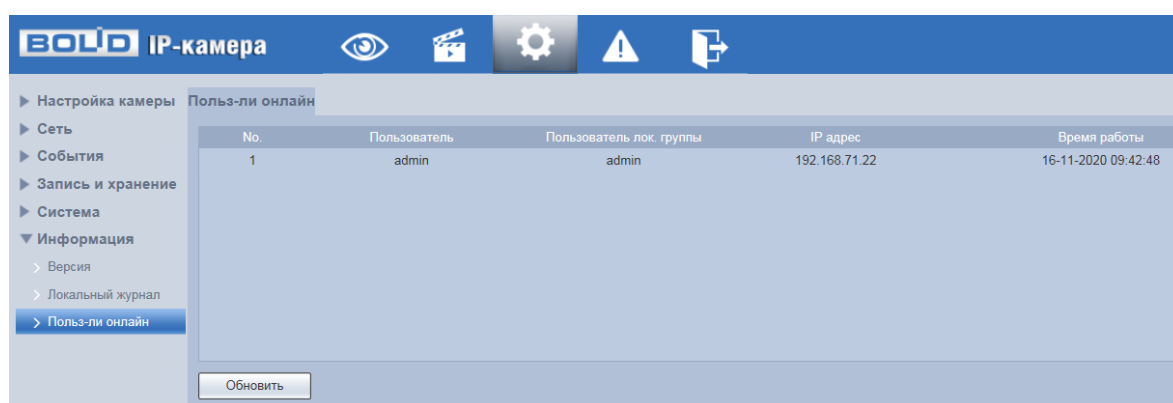 BOLID IP-камера
Настройка камеры
Сеть
События
Запись и хранение
Система
Информация
Версия
Локальный журнал
Польз-ли онлайн
Польз-ли онлайн
No. Пользователь Пользователь лок. группы IP адрес Время работы
1 admin admin 192.168.71.22 16-11-2020 09:42:48
Обновить